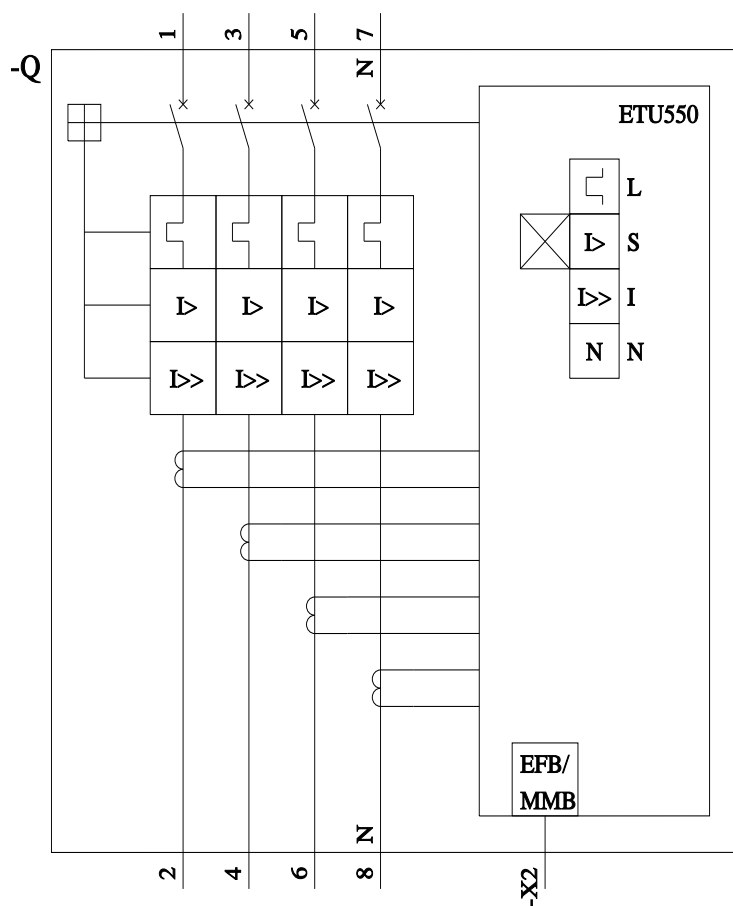 1 3 5 7
-Q
N
ETU550
L
I> S
I>> I
N N
I> I> I> I>
I>> I>> I>> I>>
EFB/
MMB
N
2 4 6 8
-X2